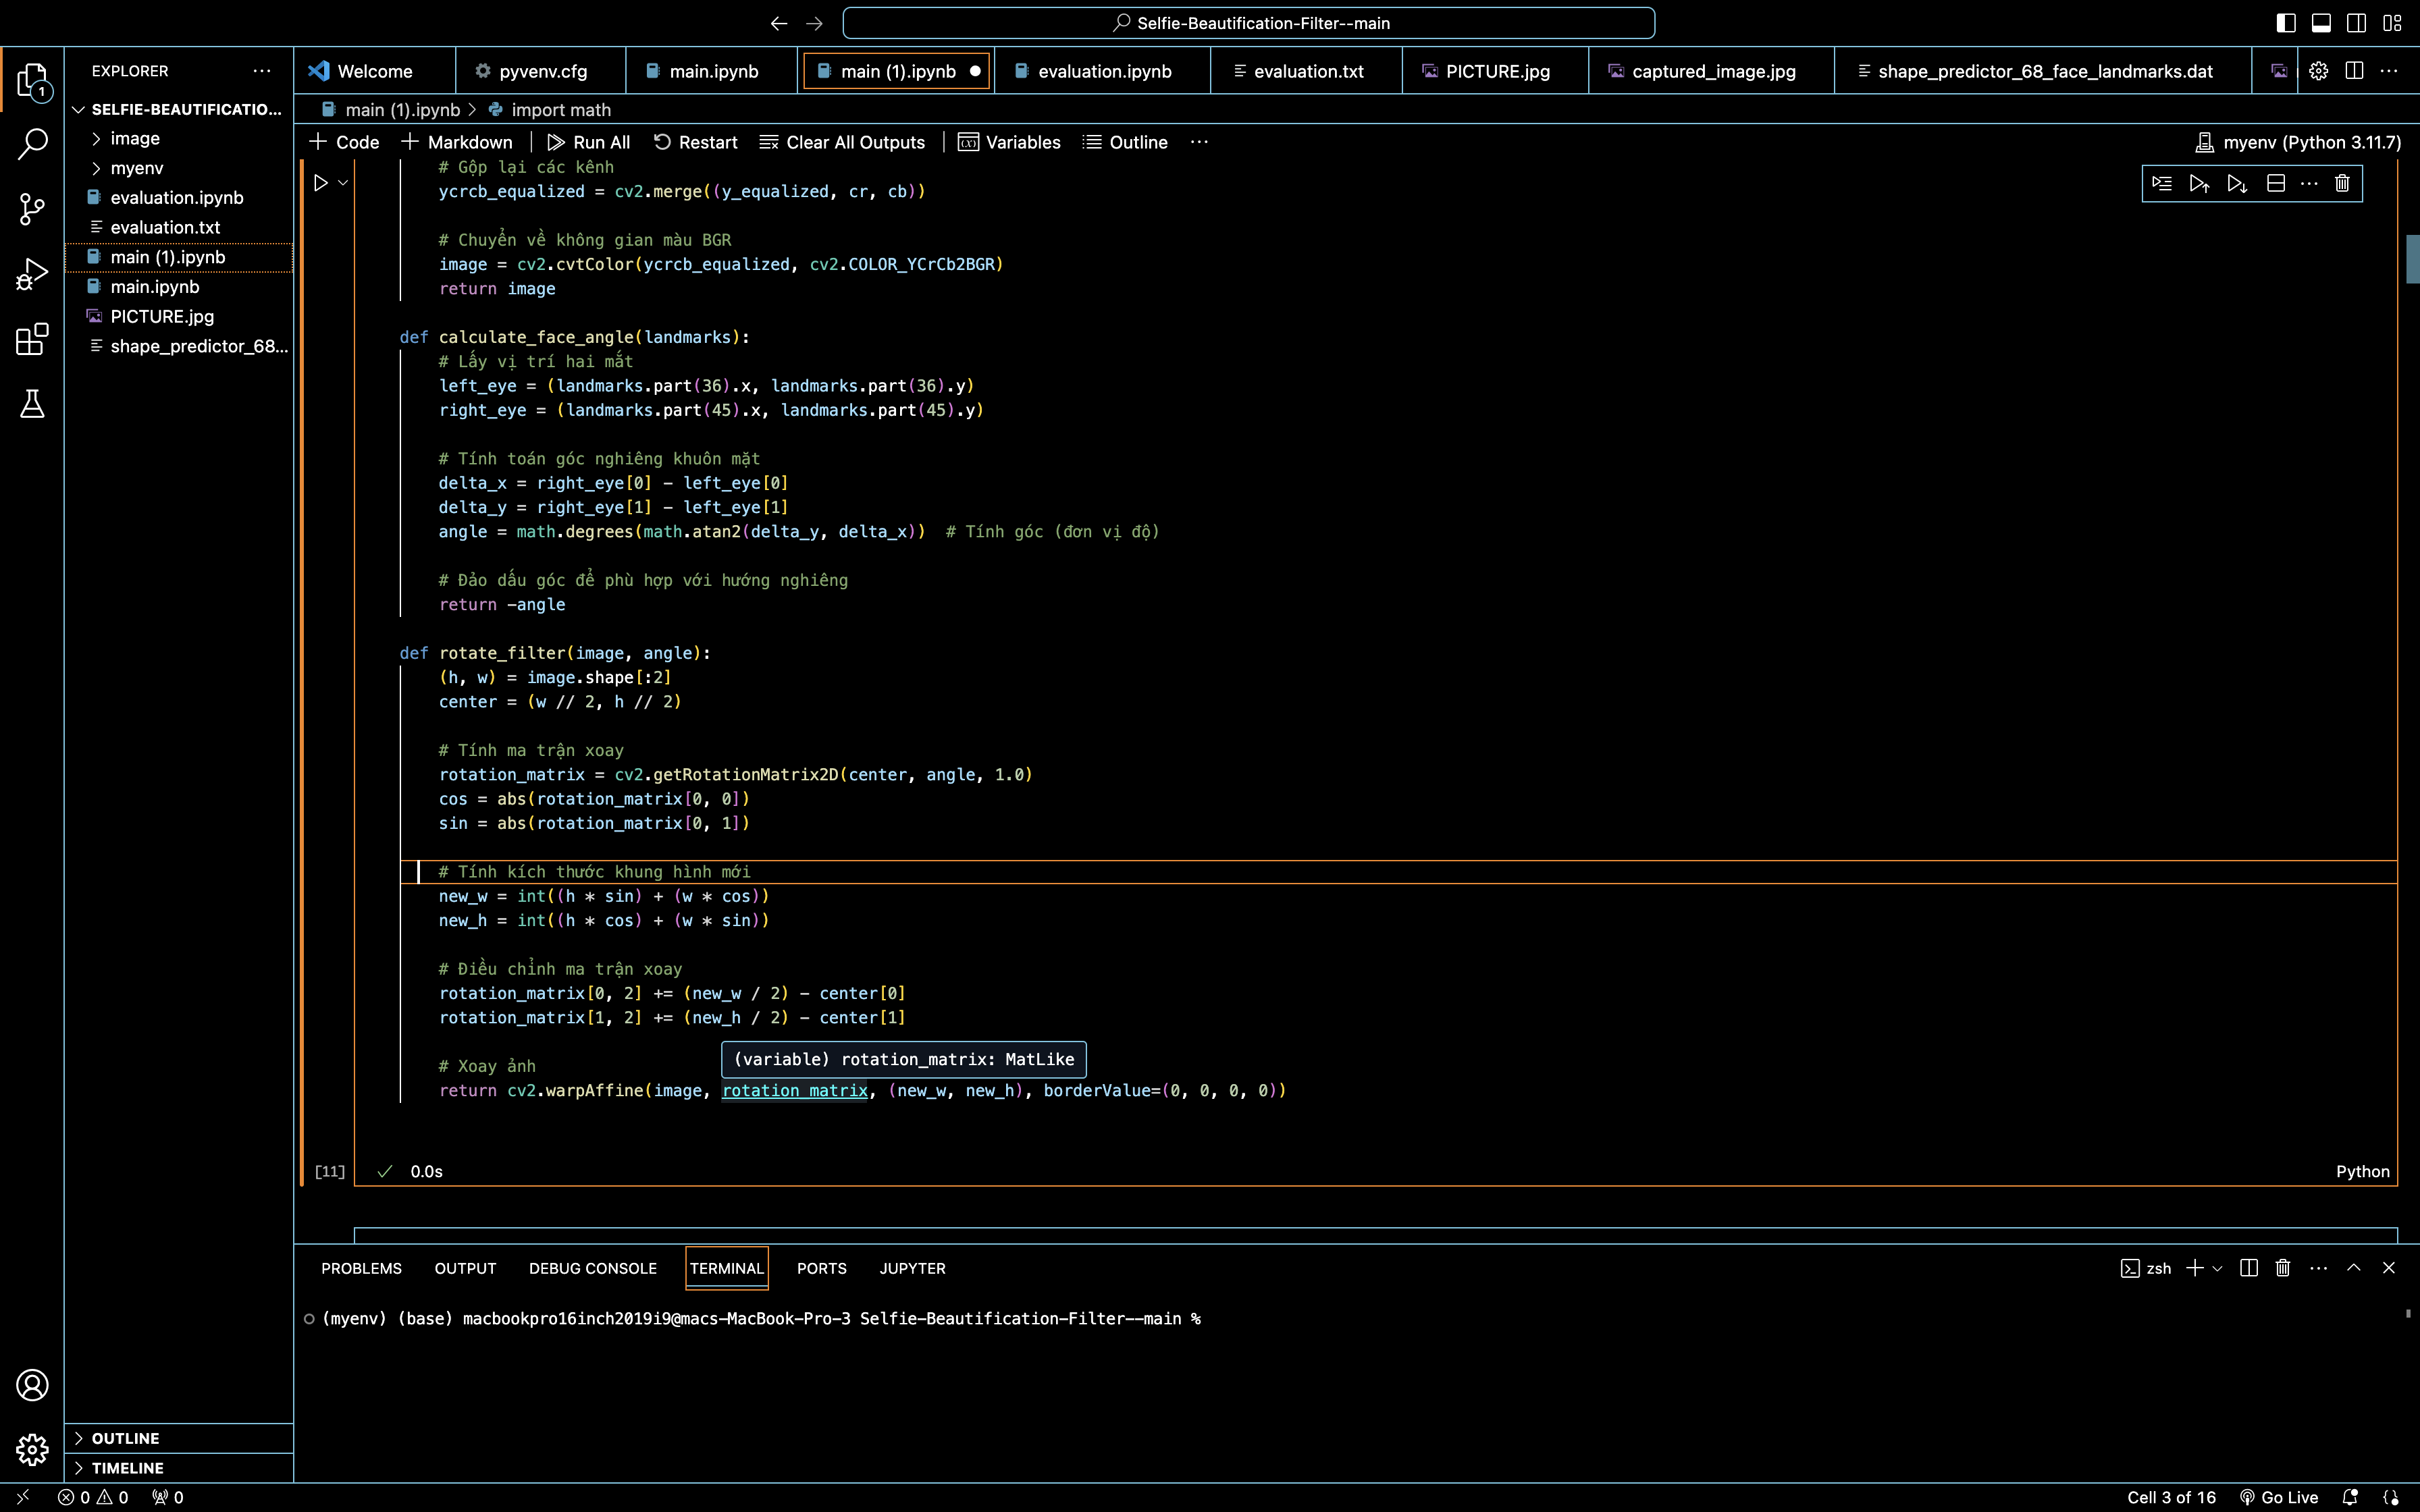 Selfie-Beautification-Filter--main
EXPLORER
1
SELFIE-BEAUTIFICATIO...
image
myenv
evaluation.ipynb
evaluation.txt
main (1).ipynb
main.ipynb
PICTURE.jpg
shape_predictor_68...
OUTLINE
TIMELINE
Welcome
pyvenv.cfg
main.ipynb
main (1).ipynb
evaluation.ipynb
evaluation.txt
PICTURE.jpg
captured_image.jpg
shape_predictor_68_face_landmarks.dat
main (1).ipynb > import math
+ Code + Markdown Run All Restart Clear All Outputs Variables Outline ... myenv (Python 3.11.7)
# Gộp lại các kênh
ycrcb_equalized = cv2.merge((y_equalized, cr, cb))
# Chuyển về không gian màu BGR
image = cv2.cvtColor(ycrcb_equalized, cv2.COLOR_YCrCb2BGR)
return image
def calculate_face_angle(landmarks):
# Lấy vị trí hai mắt
left_eye = (landmarks.part(36).x, landmarks.part(36).y)
right_eye = (landmarks.part(45).x, landmarks.part(45).y)
# Tính toán góc nghiêng khuôn mặt
delta_x = right_eye[0] - left_eye[0]
delta_y = right_eye[1] - left_eye[1]
angle = math.degrees(math.atan2(delta_y, delta_x)) # Tính góc (đơn vị độ)
# Đảo dấu góc để phù hợp với hướng nghiêng
return -angle
def rotate_filter(image, angle):
(h, w) = image.shape[:2]
center = (w // 2, h // 2)
# Tính ma trận xoay
rotation_matrix = cv2.getRotationMatrix2D(center, angle, 1.0)
cos = abs(rotation_matrix[0, 0])
sin = abs(rotation_matrix[0, 1])
# Tính kích thước khung hình mới
new_w = int((h * sin) + (w * cos))
new_h = int((h * cos) + (w * sin))
# Điều chỉnh ma trận xoay
rotation_matrix[0, 2] += (new_w / 2) - center[0]
rotation_matrix[1, 2] += (new_h / 2) - center[1]
(variable) rotation_matrix: MatLike
# Xoay ảnh
return cv2.warpAffine(image, rotation_matrix, (new_w, new_h), borderValue=(0, 0, 0, 0))
[11] 0.0s Python
PROBLEMS OUTPUT DEBUG CONSOLE TERMINAL PORTS JUPYTER zsh
(myenv) (base) macbookpro16inch2019i9@macs-MacBook-Pro-3 Selfie-Beautification-Filter--main %
0 0 0 Cell 3 of 16 Go Live